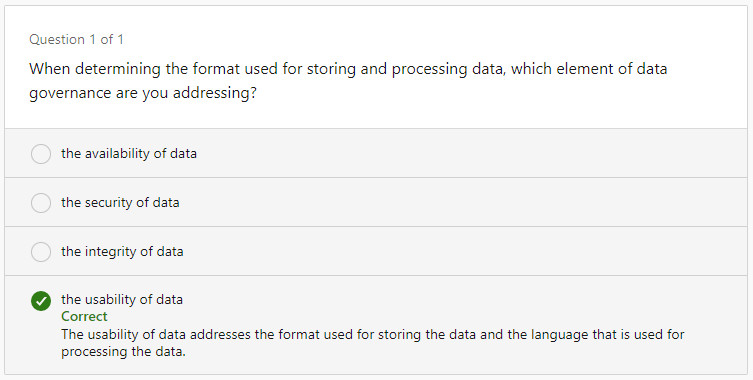 Question 1 of 1
When determining the format used for storing and processing data, which element of data
governance are you addressing?
the availability of data
the security of data
the integrity of data
the usability of data
Correct
The usability of data addresses the format used for storing the data and the language that is used for
processing the data.